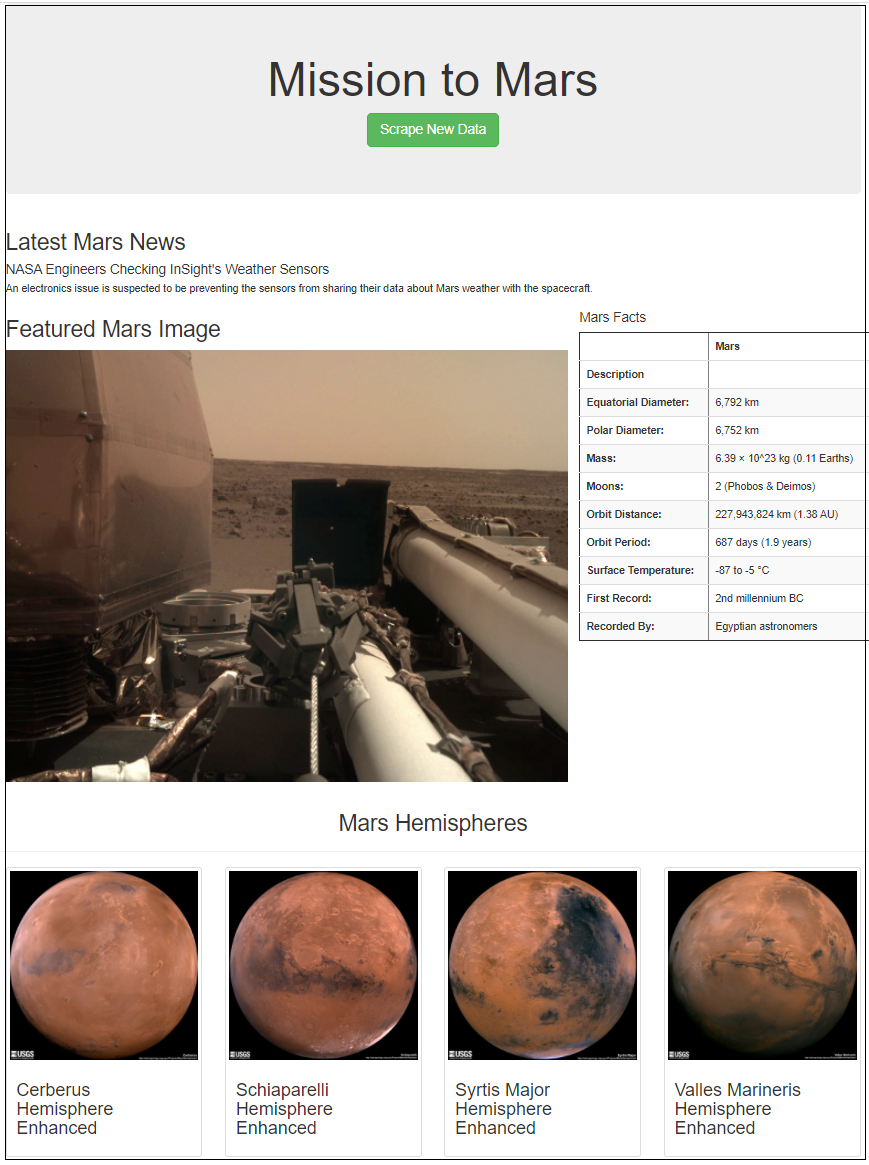 Mission to Mars
Scrape New Data
Latest Mars News
NASA Engineers Checking InSight's Weather Sensors
An electronics issue is suspected to be preventing the sensors from sharing their data about Mars weather with the spacecraft.
Featured Mars Image
Mars Facts
Mars
Description
Equatorial Diameter: 6,792 km
Polar Diameter: 6,752 km
Mass: 6.39 × 10^23 kg (0.11 Earths)
Moons: 2 (Phobos & Deimos)
Orbit Distance: 227,943,824 km (1.38 AU)
Orbit Period: 687 days (1.9 years)
Surface Temperature: -87 to -5 °C
First Record: 2nd millennium BC
Recorded By: Egyptian astronomers
Mars Hemispheres
USGS
USGS
USGS
USGS
Cerberus
Hemisphere
Enhanced
Schiaparelli
Hemisphere
Enhanced
Syrtis Major
Hemisphere
Enhanced
Valles Marineris
Hemisphere
Enhanced